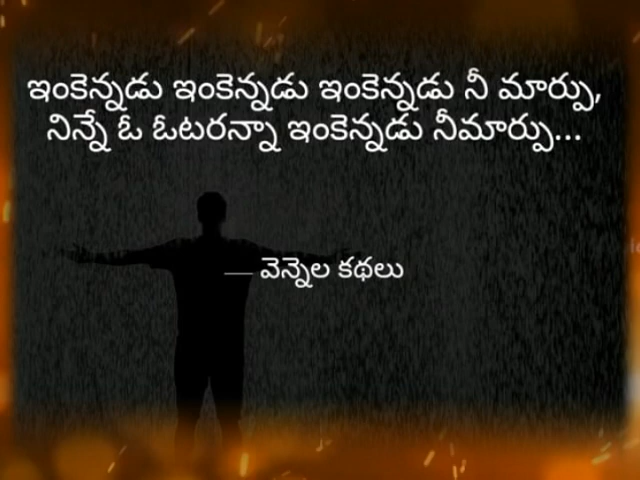 ఇంకెన్నడు ఇంకెన్నడు ఇంకెన్నడు నీ మార్పు,
నిన్నే ఓ ఓటరన్నా ఇంకెన్నడు నీమార్పు...
— వెన్నెల కథలు